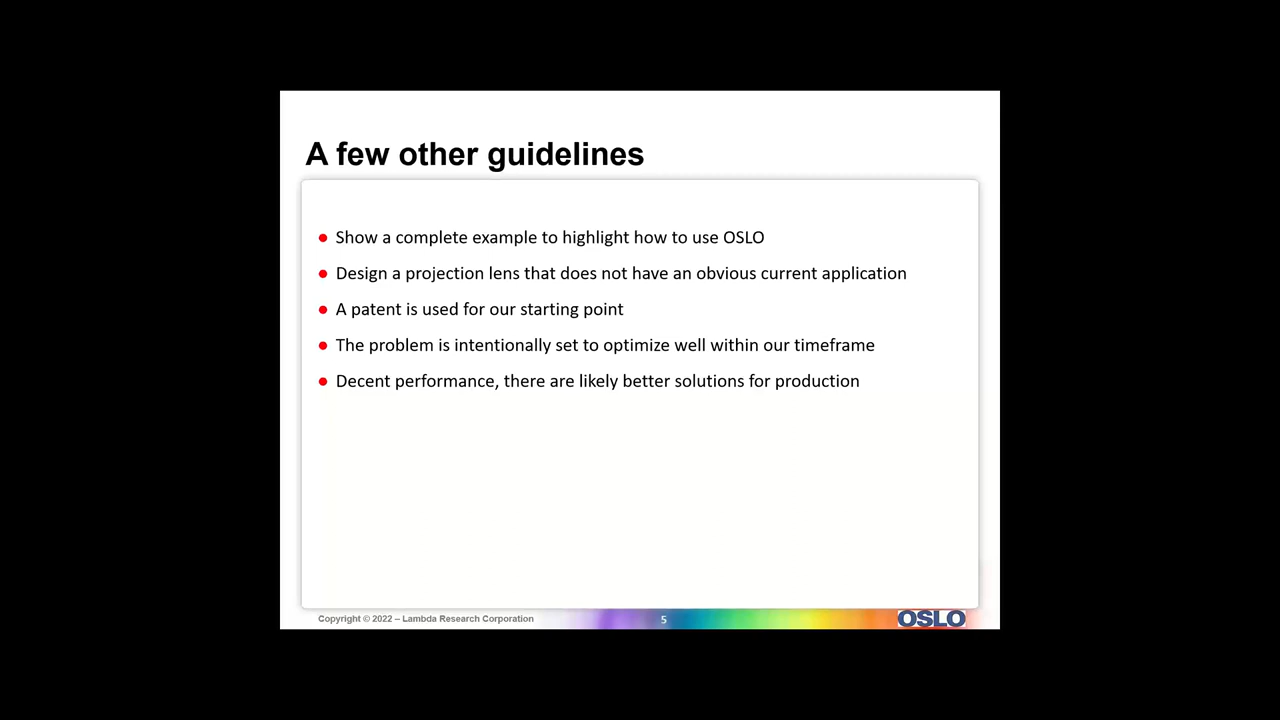 A few other guidelines
Show a complete example to highlight how to use OSLO
Design a projection lens that does not have an obvious current application
A patent is used for our starting point
The problem is intentionally set to optimize well within our timeframe
Decent performance, there are likely better solutions for production
Copyright © 2022 – Lambda Research Corporation
5
OSLO